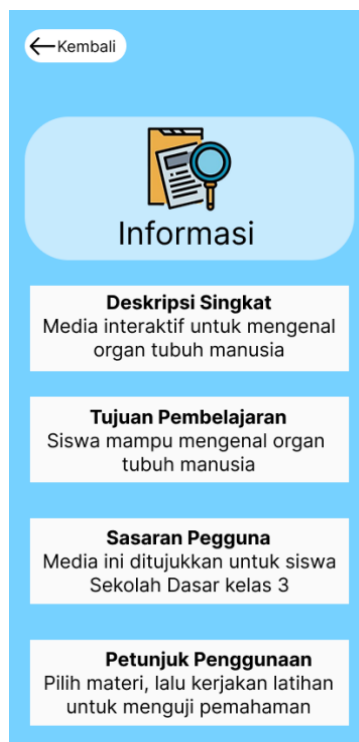 Kembali
Informasi
Deskripsi Singkat
Media interaktif untuk mengenal
organ tubuh manusia
Tujuan Pembelajaran
Siswa mampu mengenal organ
tubuh manusia
Sasaran Pegguna
Media ini ditujukkan untuk siswa
Sekolah Dasar kelas 3
Petunjuk Penggunaan
Pilih materi, lalu kerjakan latihan
untuk menguji pemahaman